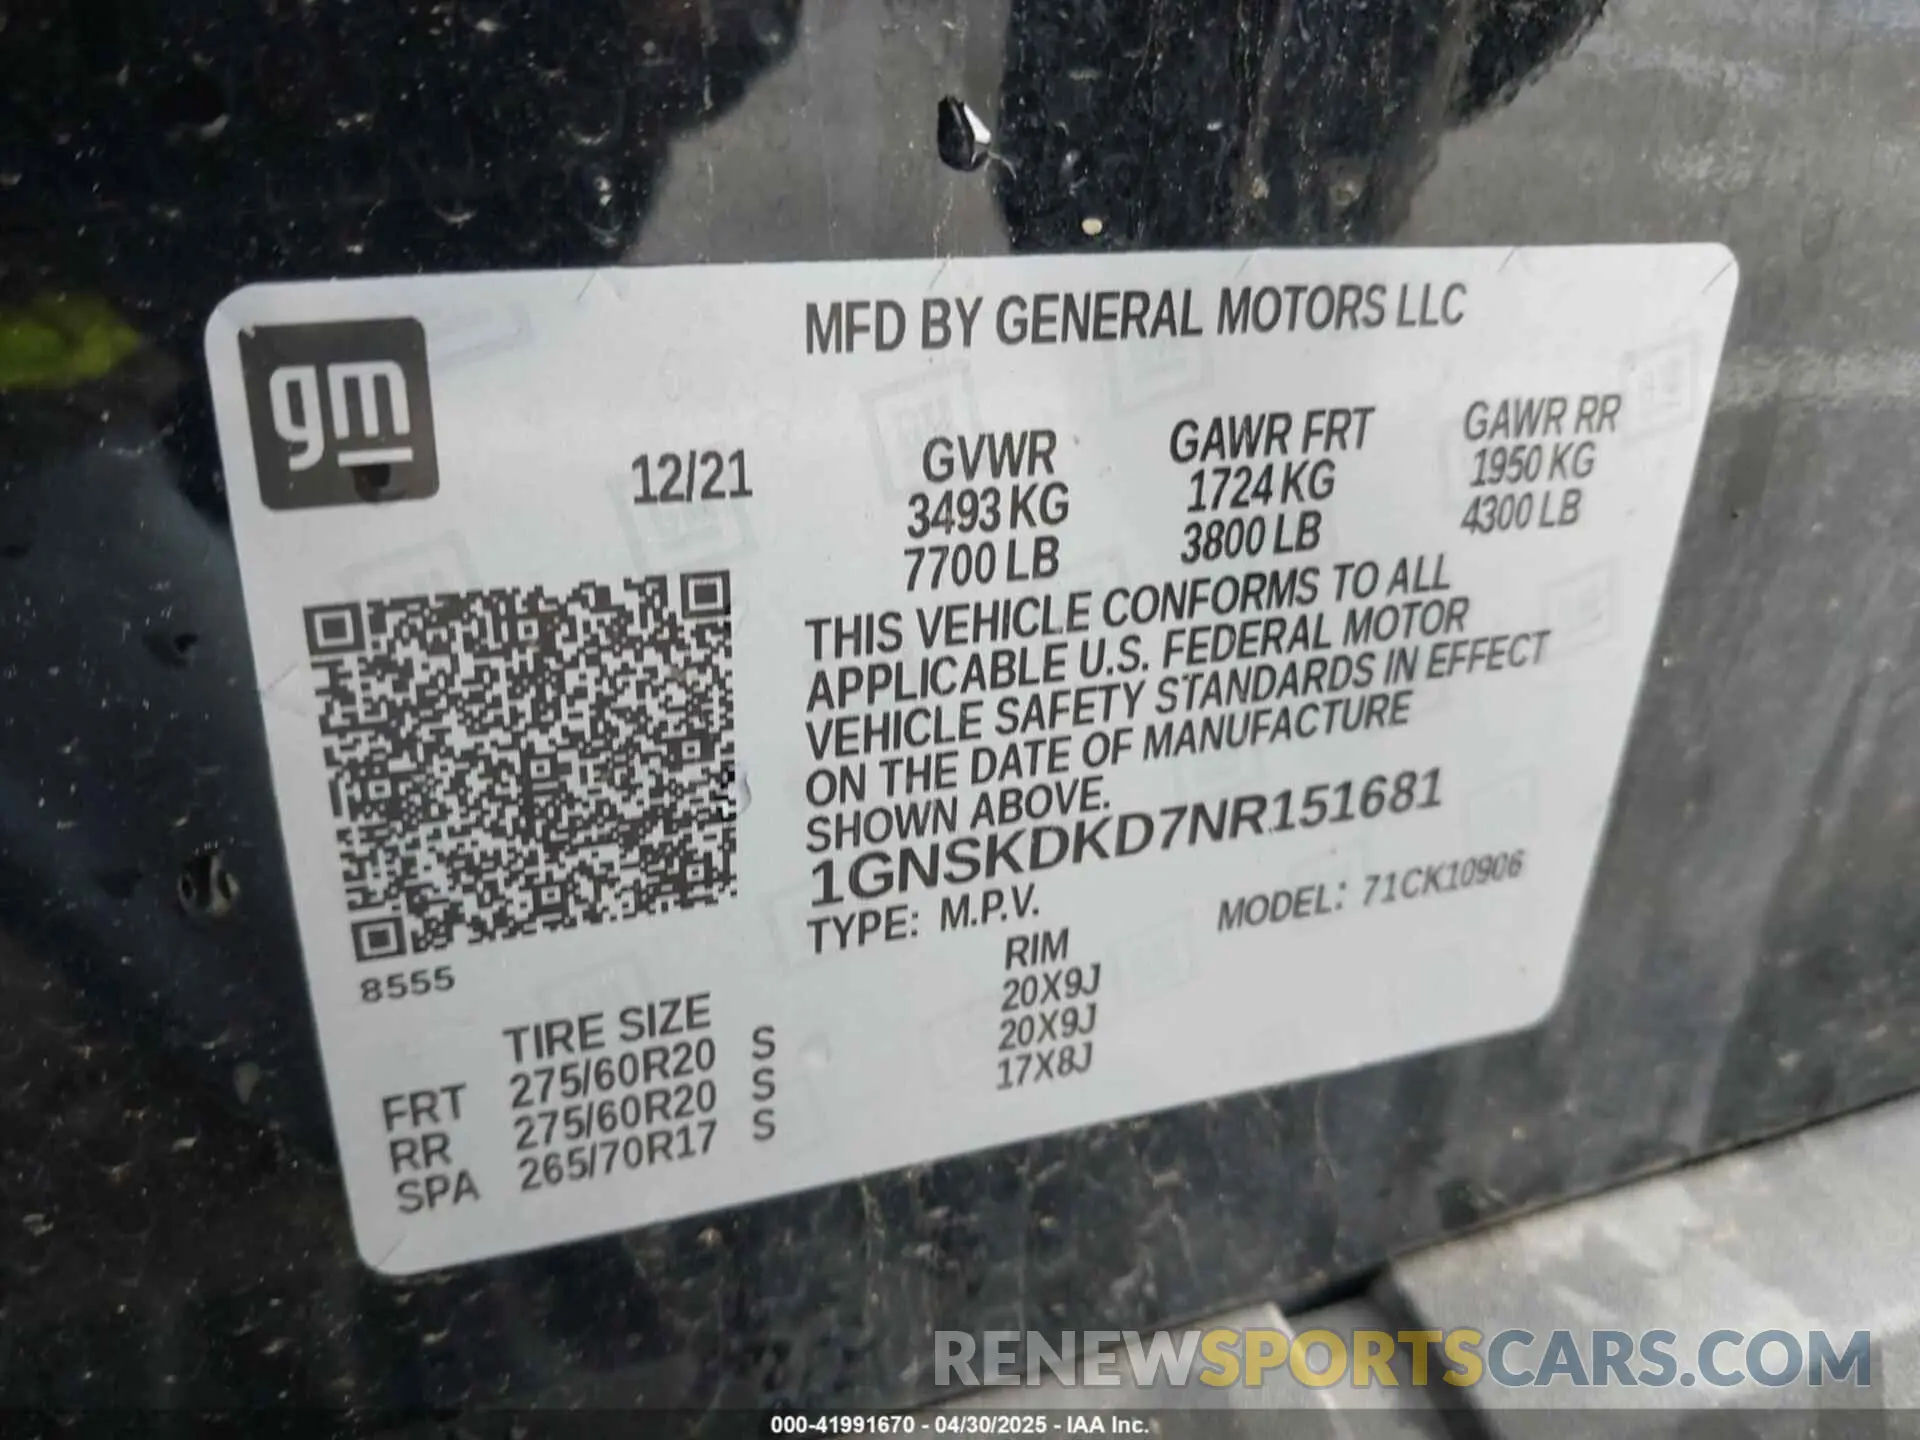 MFD BY GENERAL MOTORS LLC
gm
12/21
GVWR
3493 KG
7700 LB
GAWR FRT
1724 KG
3800 LB
GAWR RR
1950 KG
4300 LB
THIS VEHICLE CONFORMS TO ALL
APPLICABLE U.S. FEDERAL MOTOR
VEHICLE SAFETY STANDARDS IN EFFECT
ON THE DATE OF MANUFACTURE
SHOWN ABOVE.
1GNSKDKD7NR151681
TYPE: M.P.V.
MODEL: 71CK10906
8555
TIRE SIZE
RIM
FRT 275/60R20 S 20X9J
RR 275/60R20 S 20X9J
SPA 265/70R17 S 17X8J
RENEWSPORTSCARS.COM
000-41991670 - 04/30/2025 - IAA Inc.